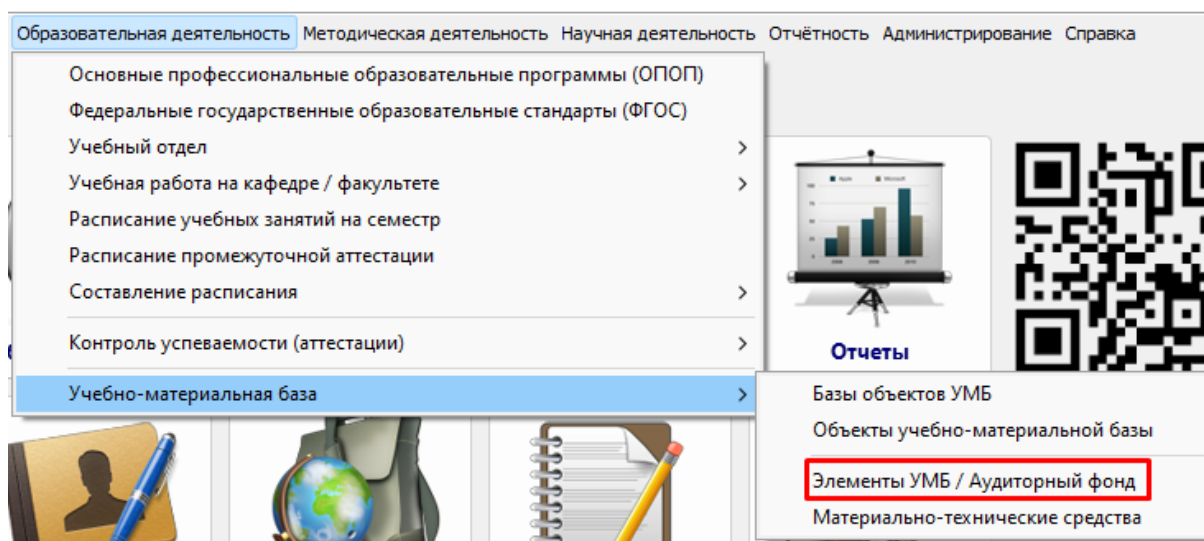 Образовательная деятельность Методическая деятельность Научная деятельность Отчётность Администрирование Справка
Основные профессиональные образовательные программы (ОПОП)
Федеральные государственные образовательные стандарты (ФГОС)
Учебный отдел
Учебная работа на кафедре / факультете
Расписание учебных занятий на семестр
Расписание промежуточной аттестации
Составление расписания
Контроль успеваемости (аттестации)
Учебно-материальная база
Отчеты
Базы объектов УМБ
Объекты учебно-материальной базы
Элементы УМБ / Аудиторный фонд
Материально-технические средства